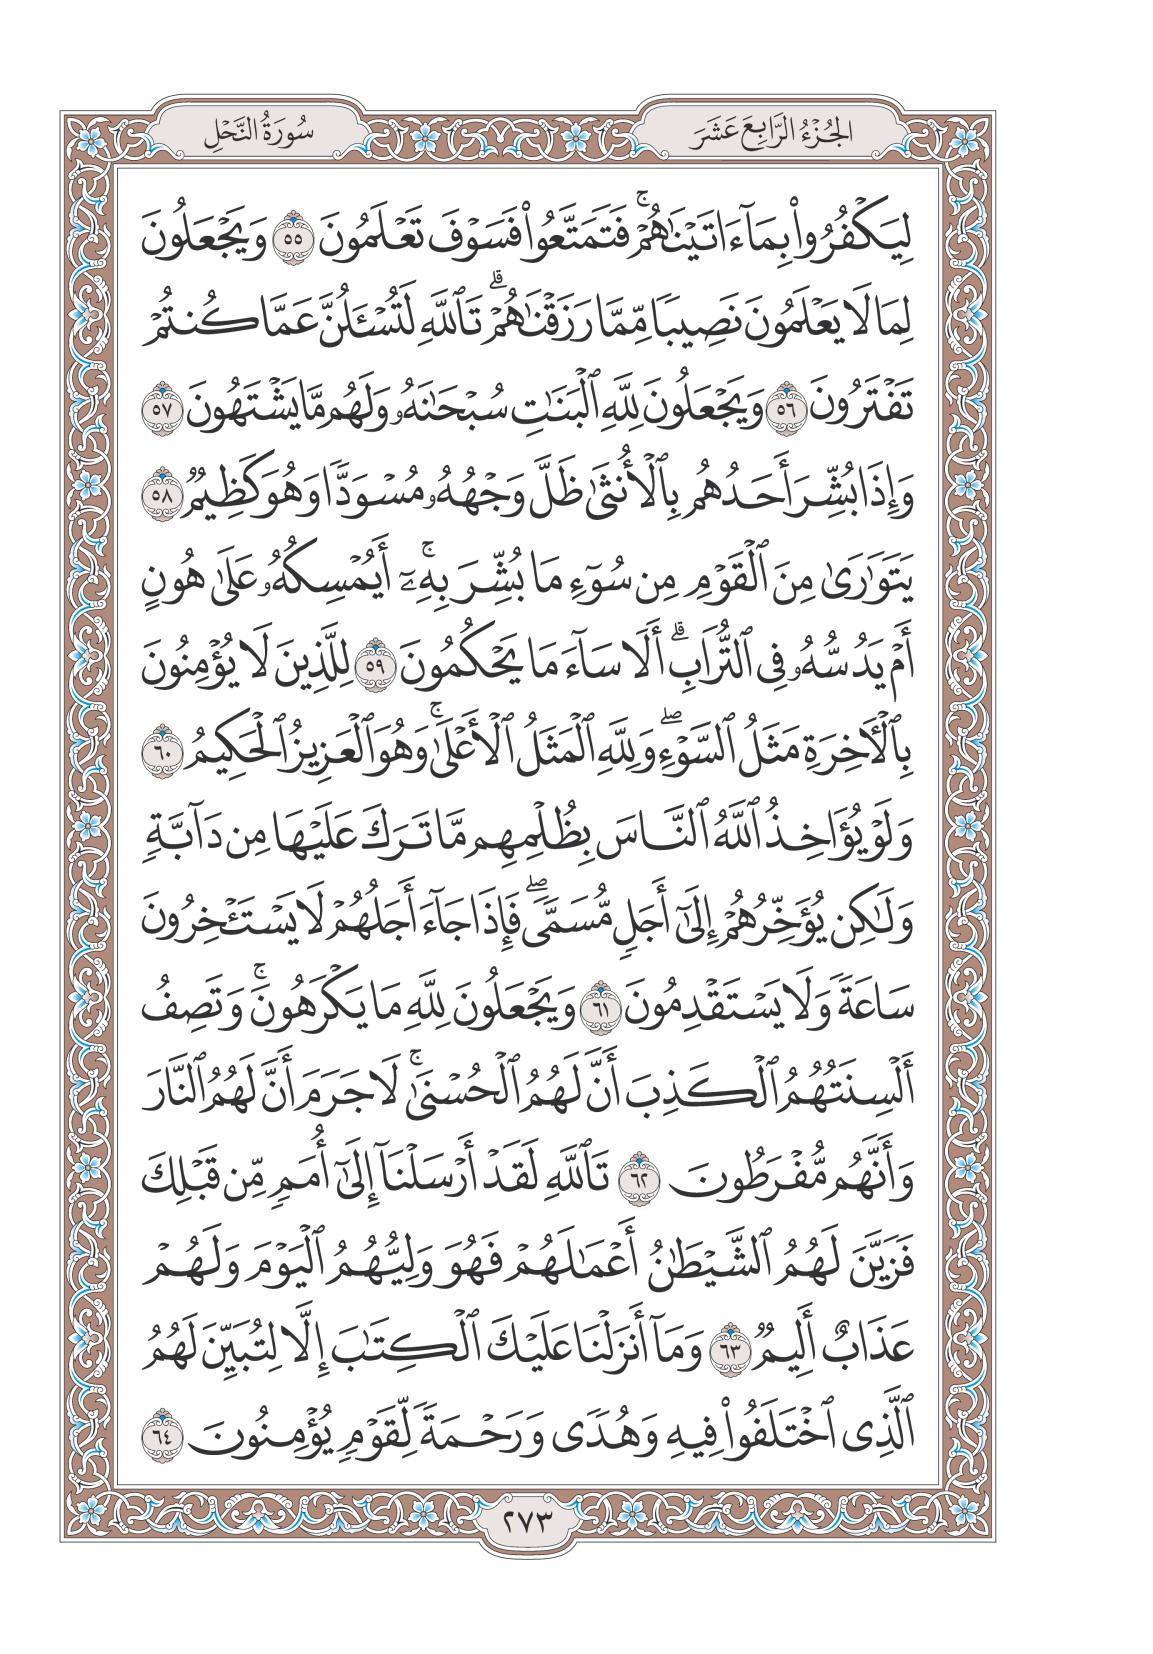 الجُزْءُ الرَّابِعَ عَشَرَ
سُورَةُ النَّحْلِ
لِيَكْفُرُواْ بِمَآ ءَاتَيْنَٰهُمْۚ فَتَمَتَّعُواْ فَسَوْفَ تَعْلَمُونَ ٥٥ وَيَجْعَلُونَ
لِمَا لَا يَعْلَمُونَ نَصِيبٗا مِّمَّا رَزَقْنَٰهُمْۗ تَٱللَّهِ لَتُسْـَٔلُنَّ عَمَّا كُنتُمْ
تَفْتَرُونَ ٥٦ وَيَجْعَلُونَ لِلَّهِ ٱلْبَنَٰتِ سُبْحَٰنَهُۥ وَلَهُم مَّا يَشْتَهُونَ ٥٧
وَإِذَا بُشِّرَ أَحَدُهُم بِٱلْأُنثَىٰ ظَلَّ وَجْهُهُۥ مُسْوَدّٗا وَهُوَ كَظِيمٞ ٥٨
يَتَوَٰرَىٰ مِنَ ٱلْقَوْمِ مِن سُوٓءِ مَا بُشِّرَ بِهِۦٓۚ أَيُمْسِكُهُۥ عَلَىٰ هُونٍ
أَمْ يَدُسُّهُۥ فِي ٱلتُّرَابِۗ أَلَا سَآءَ مَا يَحْكُمُونَ ٥٩ لِلَّذِينَ لَا يُؤْمِنُونَ
بِٱلْأٓخِرَةِ مَثَلُ ٱلسَّوْءِۖ وَلِلَّهِ ٱلْمَثَلُ ٱلْأَعْلَىٰۚ وَهُوَ ٱلْعَزِيزُ ٱلْحَكِيمُ ٦٠
وَلَوْ يُؤَاخِذُ ٱللَّهُ ٱلنَّاسَ بِظُلْمِهِم مَّا تَرَكَ عَلَيْهَا مِن دَآبَّةٖ
وَلَٰكِن يُؤَخِّرُهُمْ إِلَىٰٓ أَجَلٖ مُّسَمّٗىۖ فَإِذَا جَآءَ أَجَلُهُمْ لَا يَسْتَـْٔخِرُونَ
سَاعَةٗ وَلَا يَسْتَقْدِمُونَ ٦١ وَيَجْعَلُونَ لِلَّهِ مَا يَكْرَهُونَۚ وَتَصِفُ
أَلْسِنَتُهُمُ ٱلْكَذِبَ أَنَّ لَهُمُ ٱلْحُسْنَىٰۚ لَا جَرَمَ أَنَّ لَهُمُ ٱلنَّارَ
وَأَنَّهُم مُّفْرَطُونَ ٦٢ تَٱللَّهِ لَقَدْ أَرْسَلْنَآ إِلَىٰٓ أُمَمٖ مِّن قَبْلِكَ
فَزَيَّنَ لَهُمُ ٱلشَّيْطَٰنُ أَعْمَٰلَهُمْ فَهُوَ وَلِيُّهُمُ ٱلْيَوْمَ وَلَهُمْ
عَذَابٌ أَلِيمٞ ٦٣ وَمَآ أَنزَلْنَا عَلَيْكَ ٱلْكِتَٰبَ إِلَّا لِتُبَيِّنَ لَهُمُ
ٱلَّذِي ٱخْتَلَفُواْ فِيهِ وَهُدٗى وَرَحْمَةٗ لِّقَوْمٖ يُؤْمِنُونَ ٦٤
٢٧٣